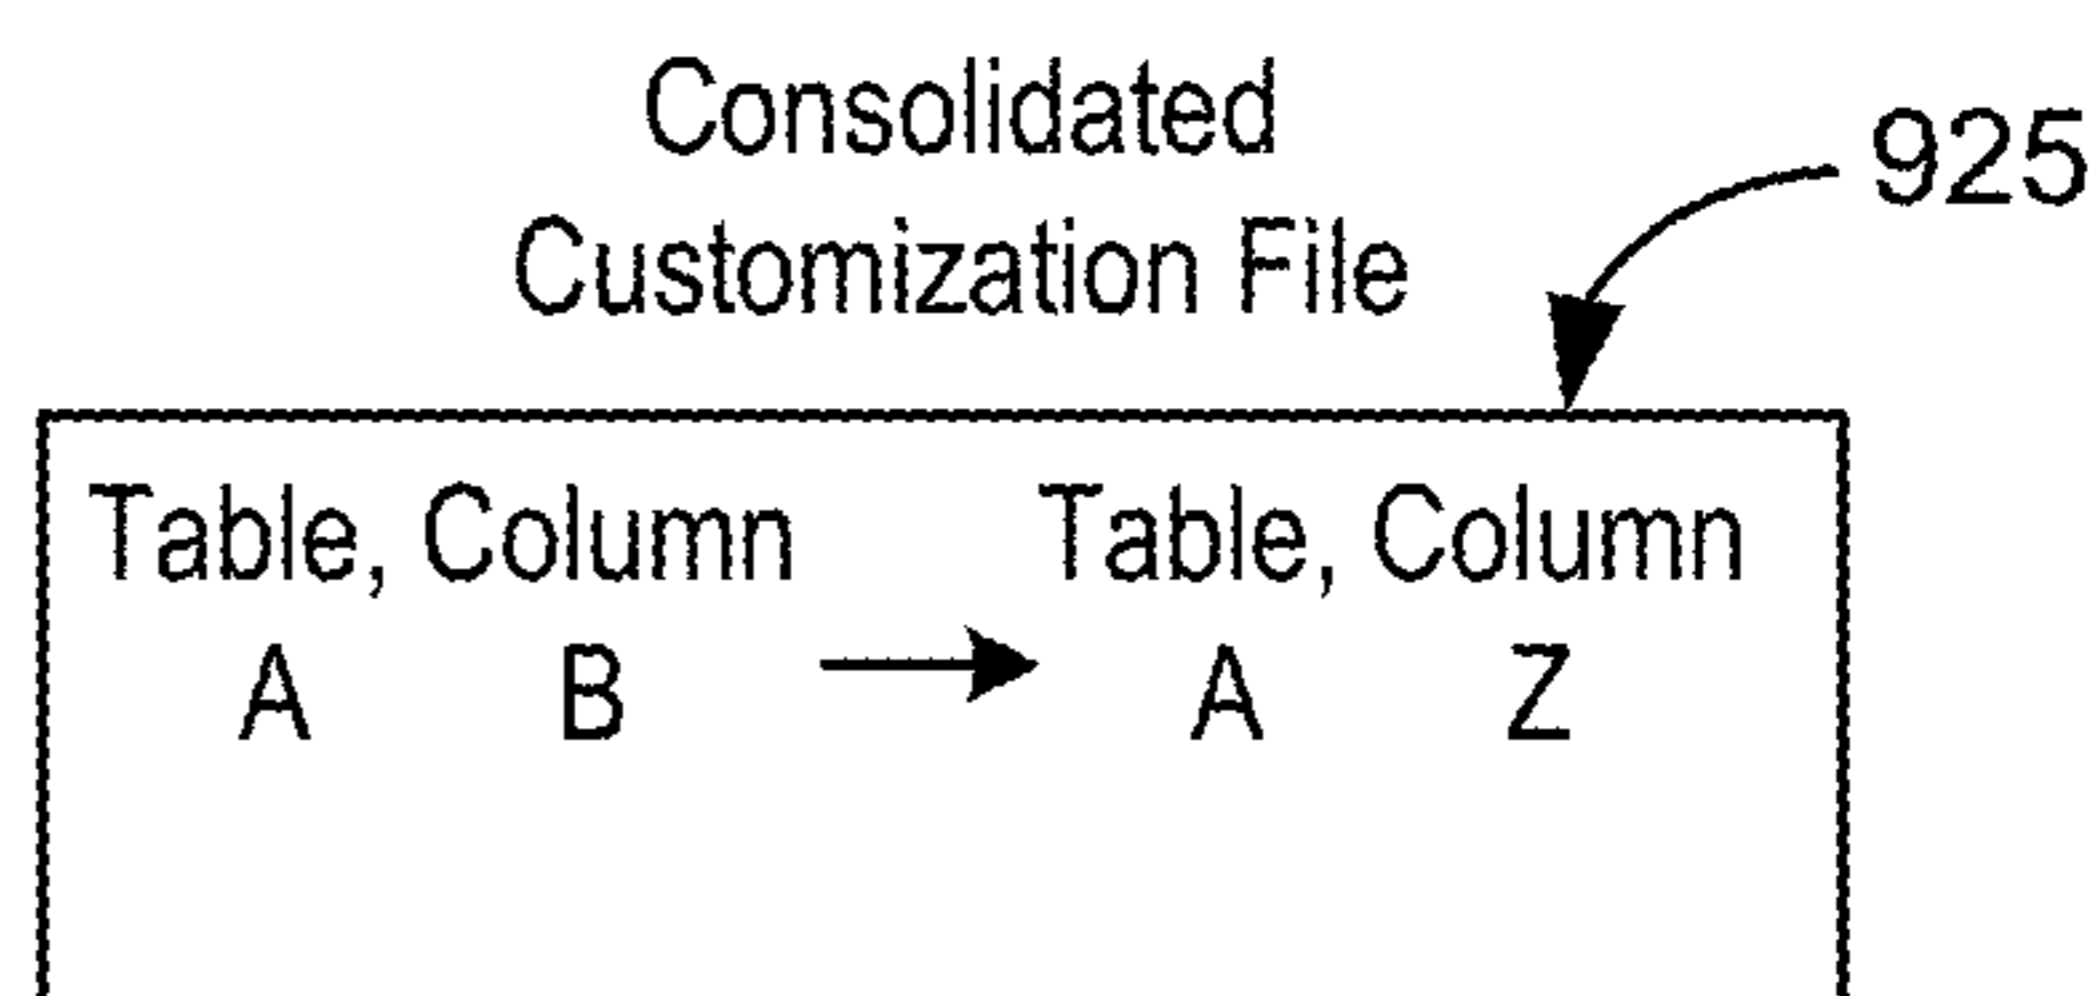 Consolidated
925
Customization File
Table, Column Table, Column
A B A Z